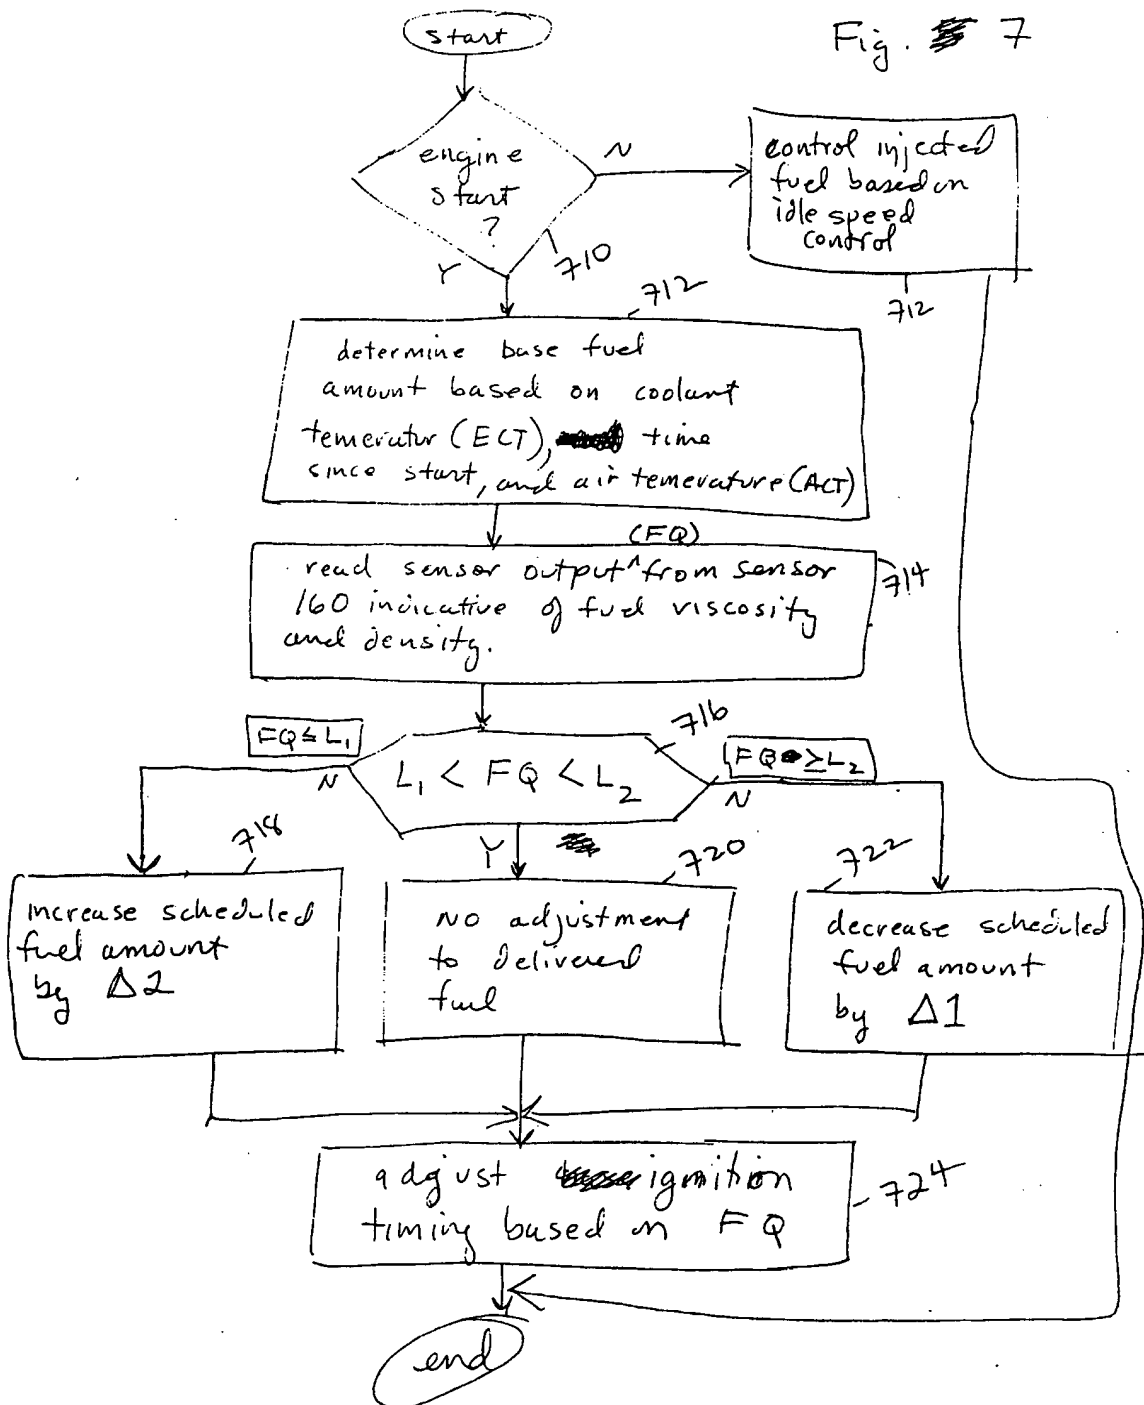 Fig. 7
start
engine
start
?
N
Y
710
control injected
fuel based on
idle speed
control
712
712
determine base fuel
amount based on coolant
temeratur (ECT), time
since start, and air temerature (ACT)
(FQ)
read sensor output ^ from sensor
160 indicative of fuel viscosity
and density.
714
716
FQ ≤ L1
L1 < FQ < L2
FQ ≥ L2
N
Y
N
718
720
722
increase scheduled
fuel amount
by Δ2
No adjustment
to delivered
fuel
decrease scheduled
fuel amount
by Δ1
adjust ignition
timing based on FQ
724
end